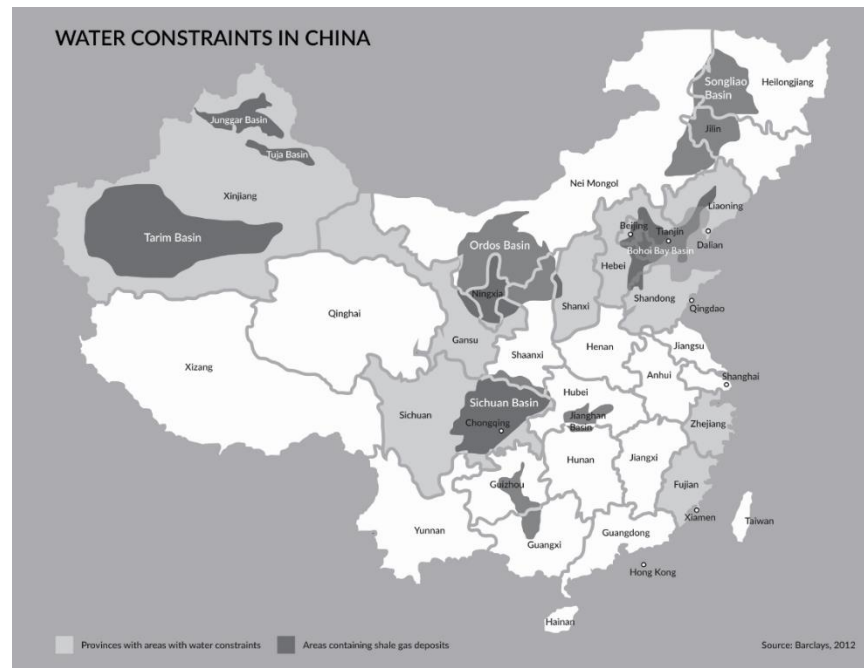 WATER CONSTRAINTS IN CHINA
Songliao
Basin
Heilongjiang
Junggar Basin
Jilin
Tuja Basin
Nei Mongol
Xinjiang
Liaoning
Beijing
Tianjin
Tarim Basin
Ordos Basin
Bohoi Bay Basin
Dalian
Hebei
Ningxia
Shanxi
Shandong
Qingdao
Qinghai
Gansu
Shaanxi
Henan
Jiangsu
Xizang
Anhui
Shanghai
Sichuan Basin
Hubei
Sichuan
Chongqing
Jianghan
Basin
Zhejiang
Hunan
Jiangxi
Guizhou
Fujian
Xiamen
Taiwan
Yunnan
Guangxi
Guangdong
Hong Kong
Hainan
Provinces with areas with water constraints
Areas containing shale gas deposits
Source: Barclays, 2012